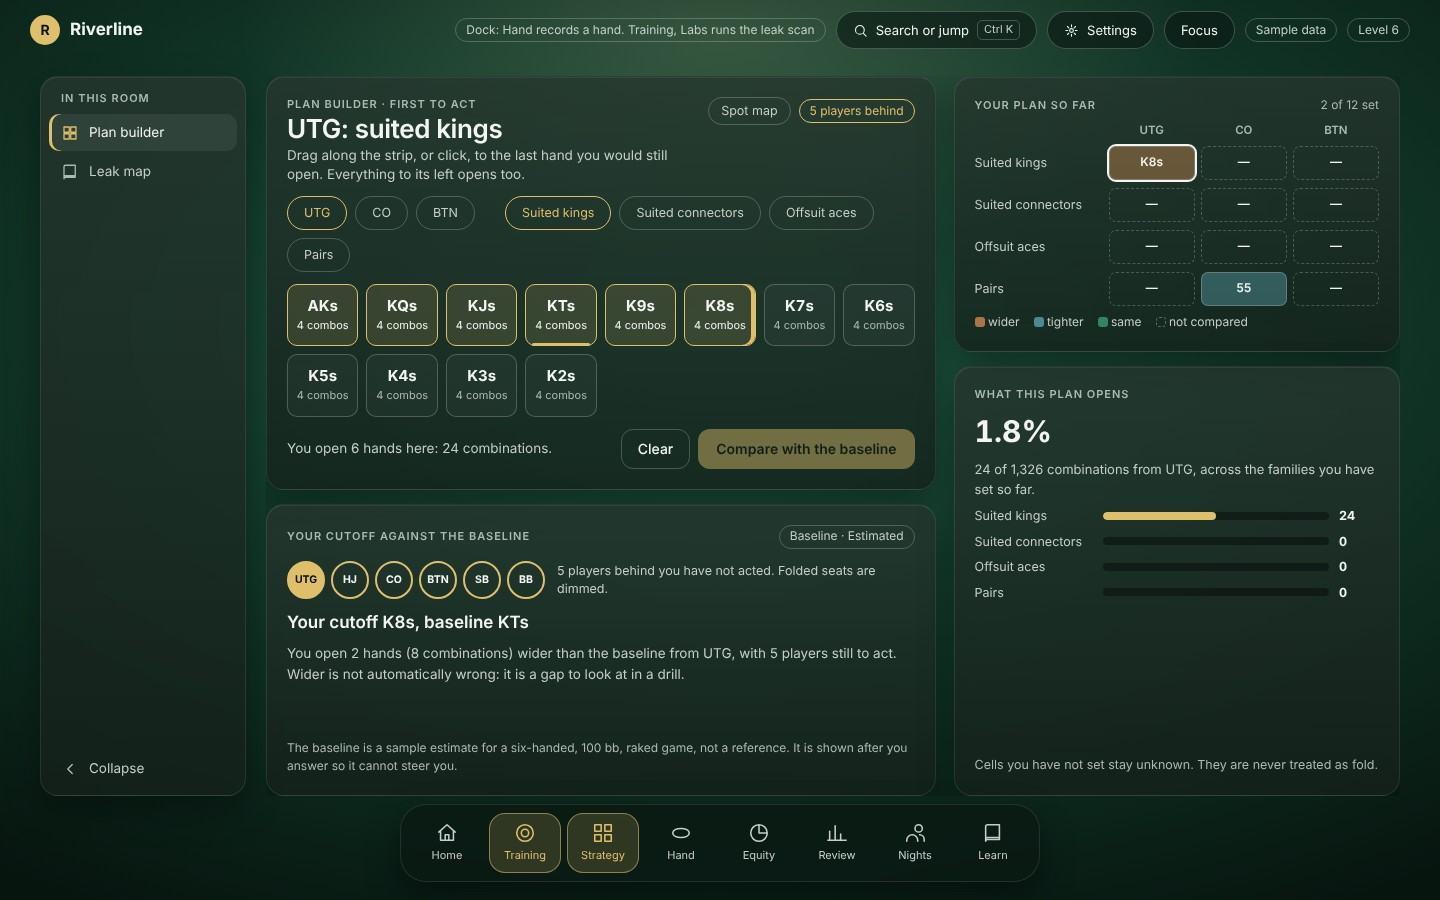 R Riverline
Dock: Hand records a hand. Training, Labs runs the leak scan
Search or jump Ctrl K
Settings
Focus
Sample data
Level 6
IN THIS ROOM
Plan builder
Leak map
Collapse
PLAN BUILDER · FIRST TO ACT
UTG: suited kings
Drag along the strip, or click, to the last hand you would still
open. Everything to its left opens too.
Spot map
5 players behind
UTG CO BTN Suited kings Suited connectors Offsuit aces
Pairs
AKs KQs KJs KTs K9s K8s K7s K6s
4 combos 4 combos 4 combos 4 combos 4 combos 4 combos 4 combos 4 combos
K5s K4s K3s K2s
4 combos 4 combos 4 combos 4 combos
You open 6 hands here: 24 combinations.
Clear
Compare with the baseline
YOUR CUTOFF AGAINST THE BASELINE
Baseline · Estimated
UTG HJ CO BTN SB BB
5 players behind you have not acted. Folded seats are
dimmed.
Your cutoff K8s, baseline KTs
You open 2 hands (8 combinations) wider than the baseline from UTG, with 5 players still to act.
Wider is not automatically wrong: it is a gap to look at in a drill.
The baseline is a sample estimate for a six-handed, 100 bb, raked game, not a reference. It is shown after you
answer so it cannot steer you.
YOUR PLAN SO FAR
2 of 12 set
UTG CO BTN
Suited kings K8s — —
Suited connectors — — —
Offsuit aces — — —
Pairs — 55 —
wider tighter same not compared
WHAT THIS PLAN OPENS
1.8%
24 of 1,326 combinations from UTG, across the families you have
set so far.
Suited kings 24
Suited connectors 0
Offsuit aces 0
Pairs 0
Cells you have not set stay unknown. They are never treated as fold.
Home Training Strategy Hand Equity Review Nights Learn